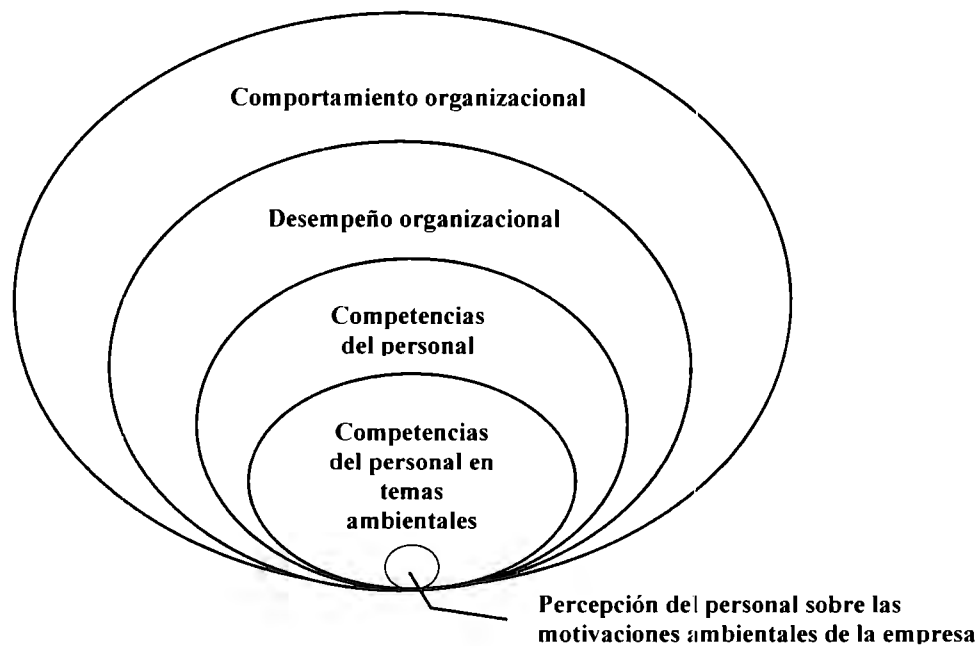 Comportamiento organizacional
Desempeño organizacional
Competencias
del personal
Competencias
del personal en
temas
ambientales
Percepción del personal sobre las
motivaciones ambientales de la empresa